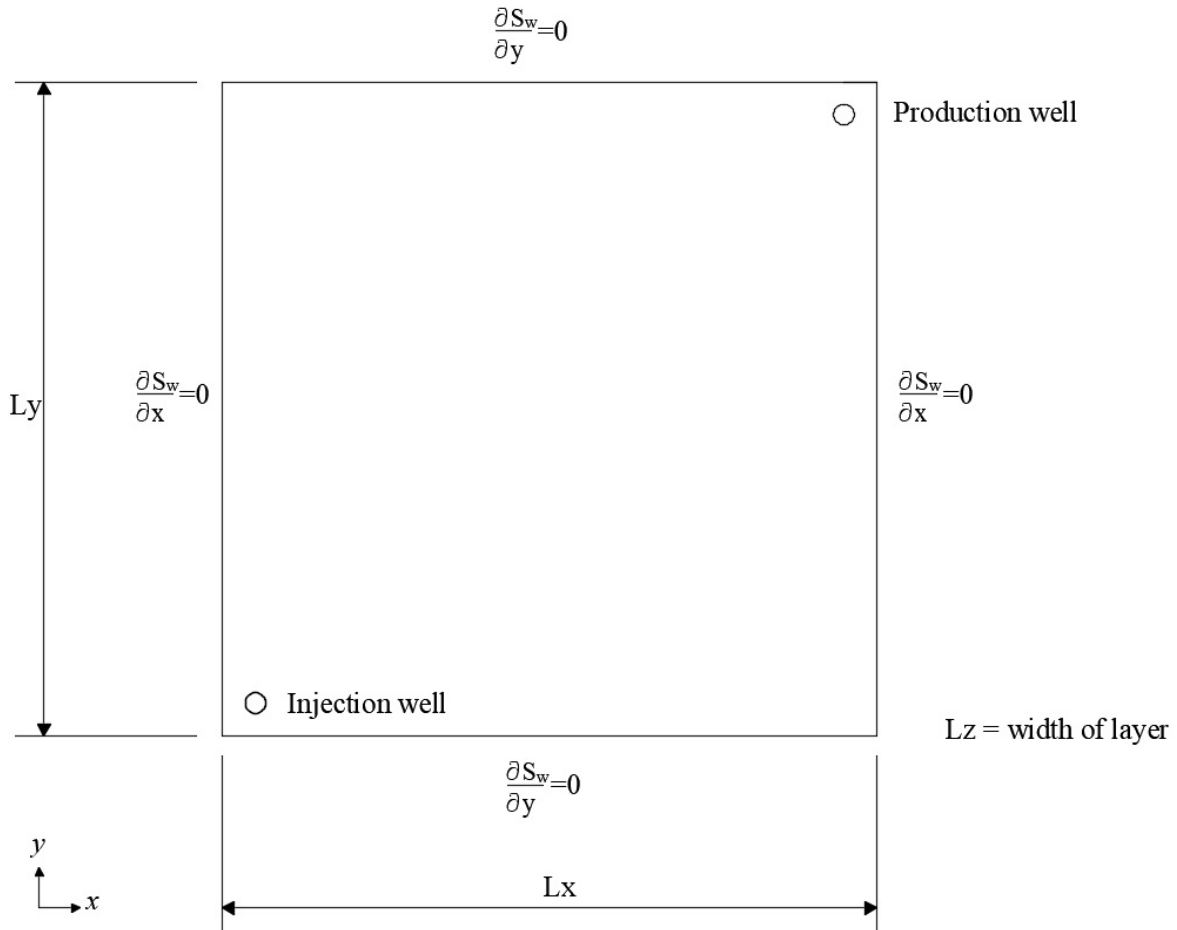 ∂Sw/∂y=0
Production well
∂Sw/∂x=0
∂Sw/∂x=0
Ly
Injection well
Lz = width of layer
∂Sw/∂y=0
y
x
Lx